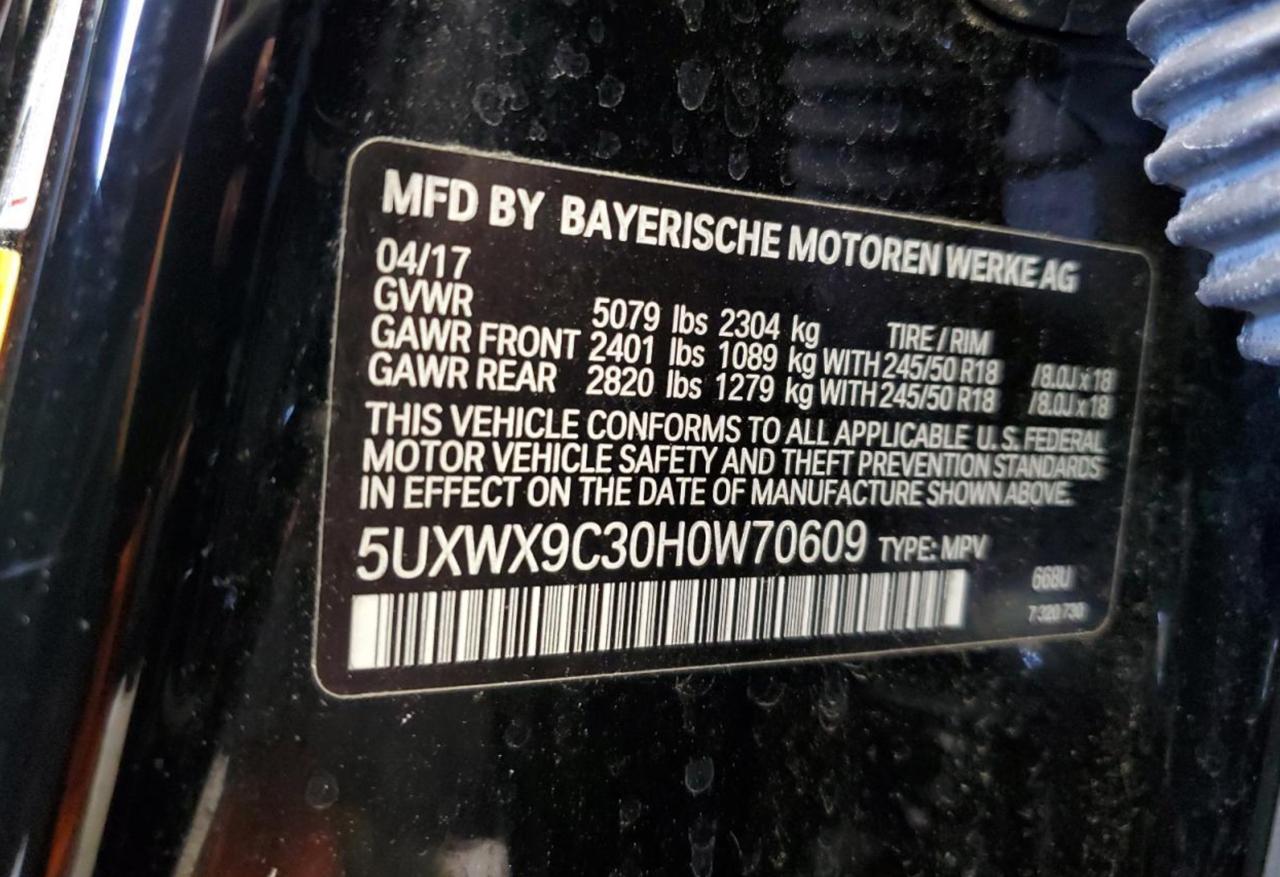 MFD BY BAYERISCHE MOTOREN WERKE AG
04/17
GVWR 5079 lbs 2304 kg TIRE / RIM
GAWR FRONT 2401 lbs 1089 kg WITH 245/50 R18 /8.0J x 18
GAWR REAR 2820 lbs 1279 kg WITH 245/50 R18 /8.0J x 18
THIS VEHICLE CONFORMS TO ALL APPLICABLE U.S. FEDERAL
MOTOR VEHICLE SAFETY AND THEFT PREVENTION STANDARDS
IN EFFECT ON THE DATE OF MANUFACTURE SHOWN ABOVE.
5UXWX9C30H0W70609 TYPE: MPV
668U
7 320 730